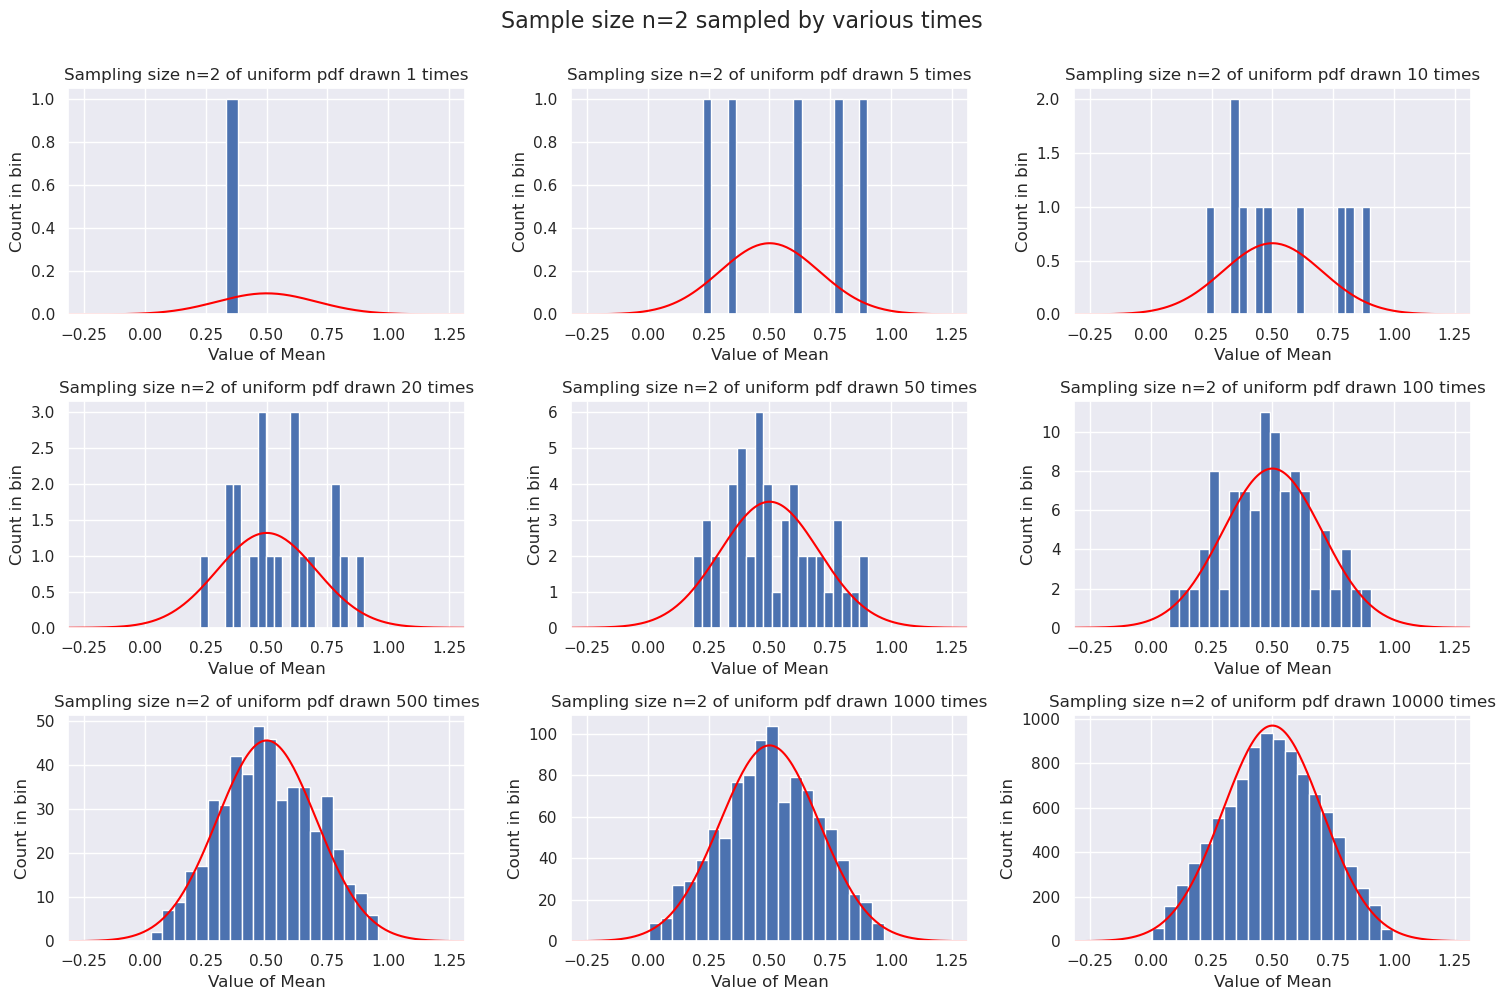 Sample size n=2 sampled by various times
Sampling size n=2 of uniform pdf drawn 1 times
1.0
0.8
0.6
0.4
0.2
0.0
Count in bin
−0.25 0.00 0.25 0.50 0.75 1.00 1.25
Value of Mean
Sampling size n=2 of uniform pdf drawn 5 times
1.0
0.8
0.6
0.4
0.2
0.0
Count in bin
−0.25 0.00 0.25 0.50 0.75 1.00 1.25
Value of Mean
Sampling size n=2 of uniform pdf drawn 10 times
2.0
1.5
1.0
0.5
0.0
Count in bin
−0.25 0.00 0.25 0.50 0.75 1.00 1.25
Value of Mean
Sampling size n=2 of uniform pdf drawn 20 times
3.0
2.5
2.0
1.5
1.0
0.5
0.0
Count in bin
−0.25 0.00 0.25 0.50 0.75 1.00 1.25
Value of Mean
Sampling size n=2 of uniform pdf drawn 50 times
6
5
4
3
2
1
0
Count in bin
−0.25 0.00 0.25 0.50 0.75 1.00 1.25
Value of Mean
Sampling size n=2 of uniform pdf drawn 100 times
10
8
6
4
2
0
Count in bin
−0.25 0.00 0.25 0.50 0.75 1.00 1.25
Value of Mean
Sampling size n=2 of uniform pdf drawn 500 times
50
40
30
20
10
0
Count in bin
−0.25 0.00 0.25 0.50 0.75 1.00 1.25
Value of Mean
Sampling size n=2 of uniform pdf drawn 1000 times
100
80
60
40
20
0
Count in bin
−0.25 0.00 0.25 0.50 0.75 1.00 1.25
Value of Mean
Sampling size n=2 of uniform pdf drawn 10000 times
1000
800
600
400
200
0
Count in bin
−0.25 0.00 0.25 0.50 0.75 1.00 1.25
Value of Mean